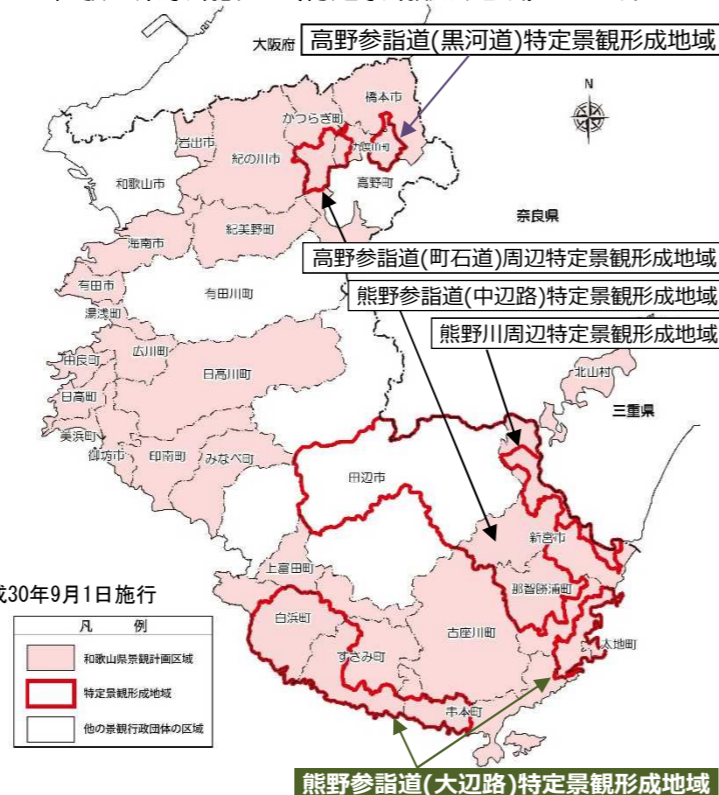 大阪府
高野参詣道(黒河道)特定景観形成地域
N
橋本市
かつらぎ町
岩出市
紀の川市
九度山町
和歌山市
高野町
奈良県
海南市
紀美野町
高野参詣道(町石道)周辺特定景観形成地域
有田市
有田川町
熊野参詣道(中辺路)特定景観形成地域
湯浅町
熊野川周辺特定景観形成地域
広川町
由良町
日高川町
北山村
日高町
三重県
美浜町
御坊市
印南町
みなべ町
田辺市
新宮市
上富田町
那智勝浦町
成30年9月1日施行
白浜町
古座川町
太地町
凡 例
すさみ町
和歌山県景観計画区域
特定景観形成地域
串本町
他の景観行政団体の区域
熊野参詣道(大辺路)特定景観形成地域